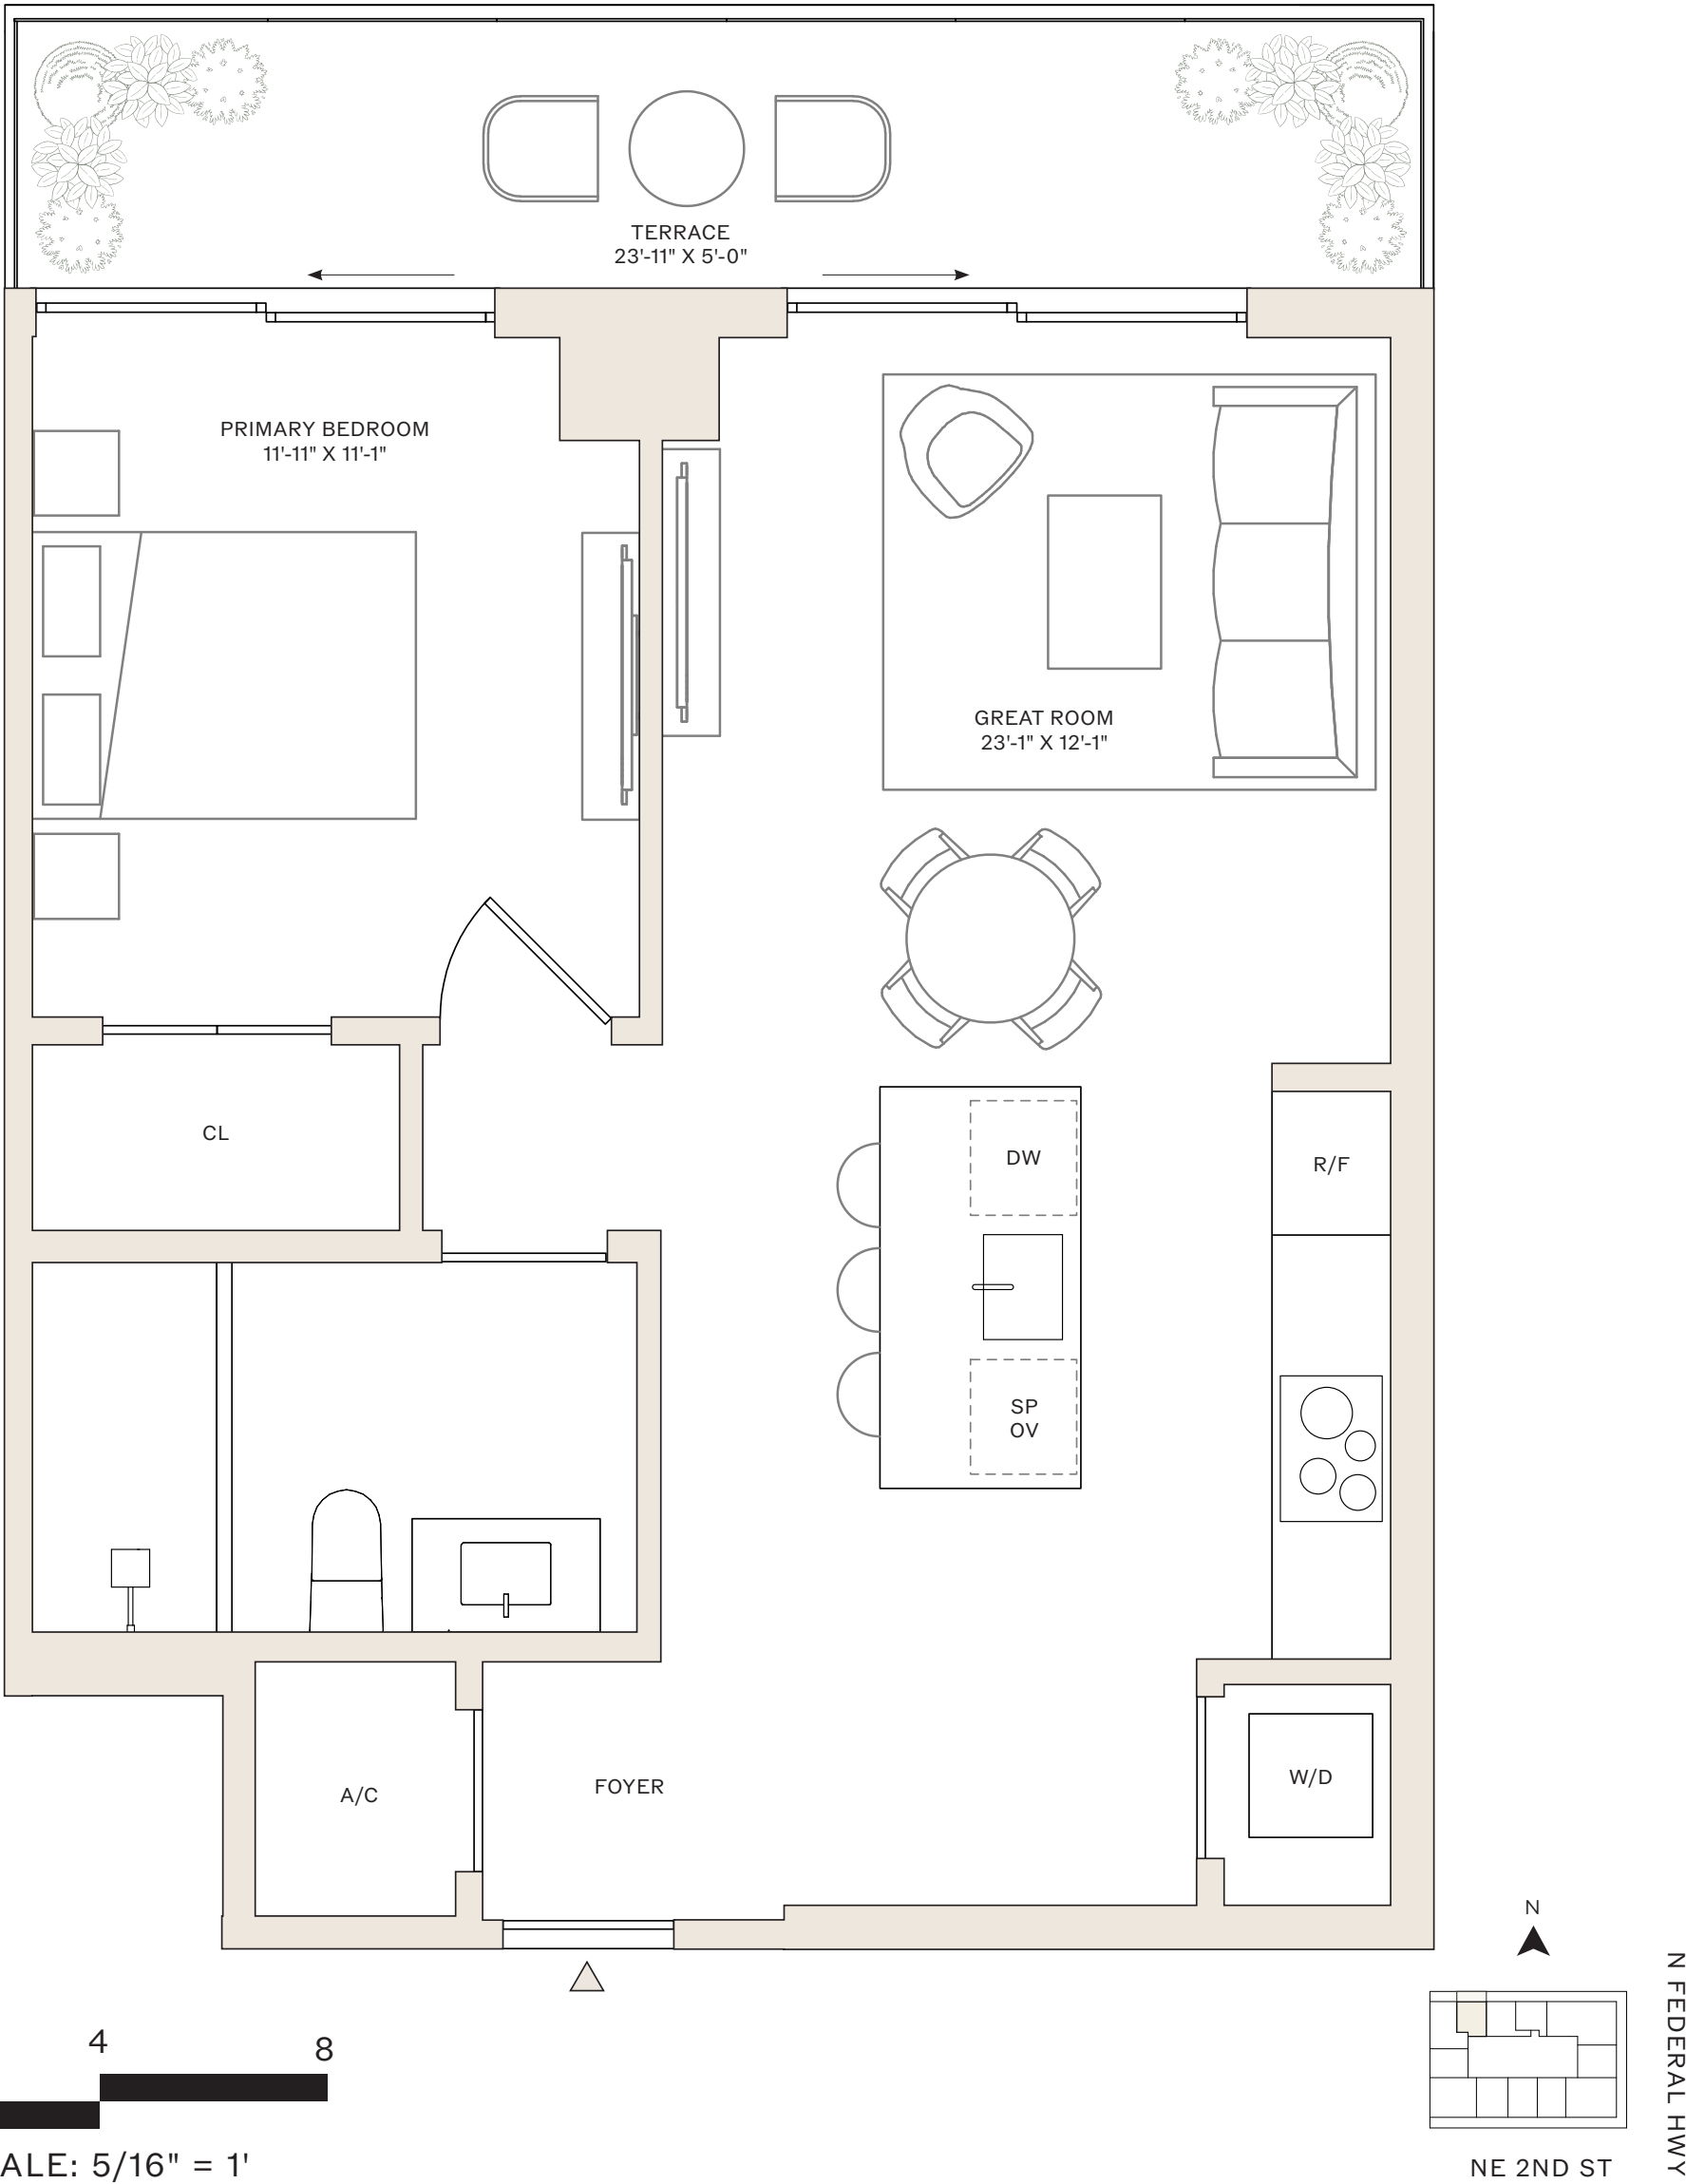 TERRACE
23'-11" X 5'-0"
PRIMARY BEDROOM
11'-11" X 11'-1"
GREAT ROOM
23'-1" X 12'-1"
CL
DW
R/F
SP
OV
A/C
FOYER
W/D
N
4
8
ALE: 5/16" = 1'
NE 2ND ST
N FEDERAL HWY